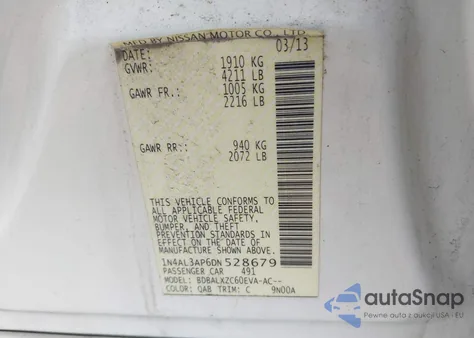 MFD BY NISSAN MOTOR CO., LTD.
DATE: 03/13
GVWR: 1910 KG
4211 LB
GAWR FR.: 1005 KG
2216 LB
GAWR RR.: 940 KG
2072 LB
THIS VEHICLE CONFORMS TO
ALL APPLICABLE FEDERAL
MOTOR VEHICLE SAFETY,
BUMPER, AND THEFT
PREVENTION STANDARDS IN
EFFECT ON THE DATE OF
MANUFACTURE SHOWN ABOVE.
1N4AL3AP6DN528679
PASSENGER CAR 491
MODEL: BDBALXZC60EVA-AC--
COLOR: QAB TRIM: C 9N00A
autoSnap
Pewne auta z aukcji USA i EU